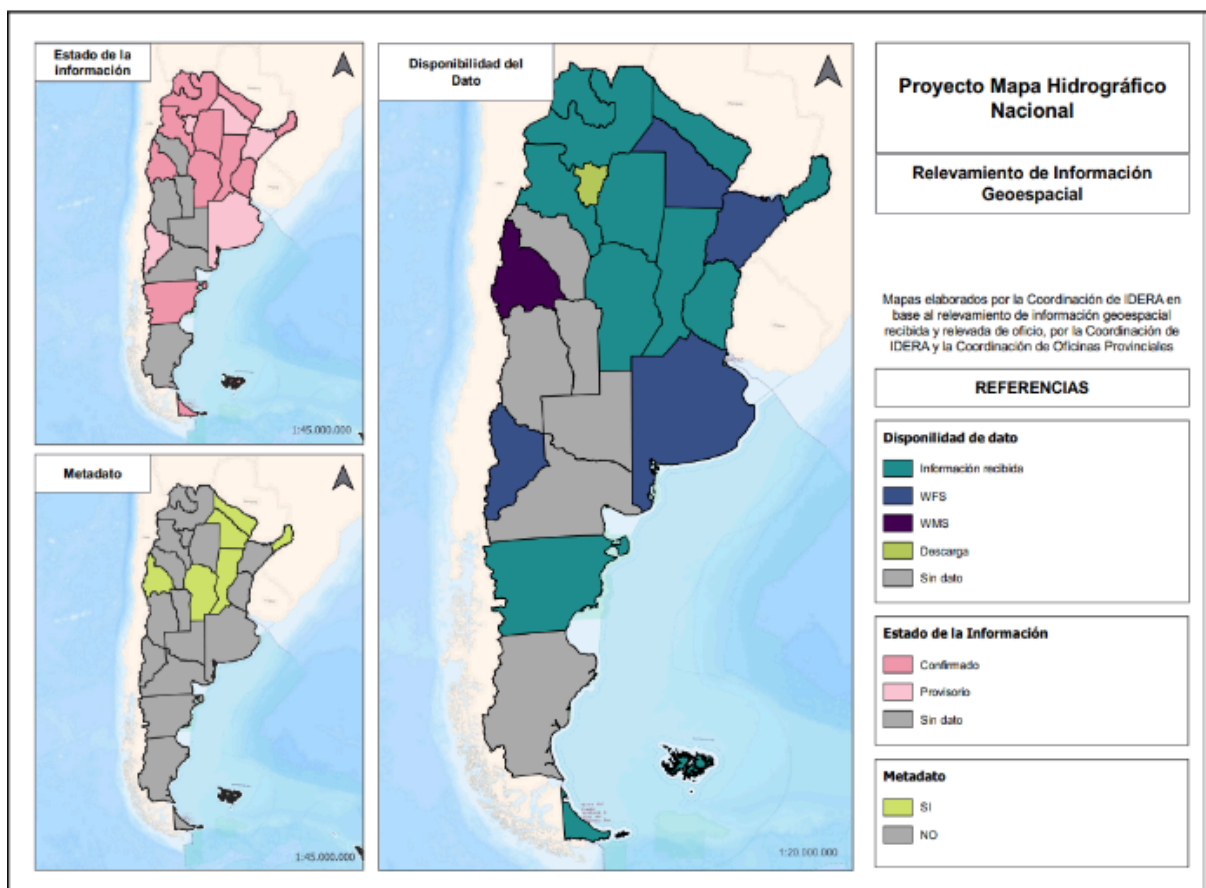 Estado de la
información
1:45.000.000
Metadato
1:45.000.000
Disponibilidad del
Dato
1:20.000.000
Proyecto Mapa Hidrográfico
Nacional
Relevamiento de Información
Geoespacial
Mapas elaborados por la Coordinación de IDERA en
base al relevamiento de información geoespacial
recibida y relevada de oficio, por la Coordinación de
IDERA y la Coordinación de Oficinas Provinciales
REFERENCIAS
Disponilidad de dato
Información recibida
WFS
WMS
Descarga
Sin dato
Estado de la Información
Confirmado
Provisorio
Sin dato
Metadato
SI
NO